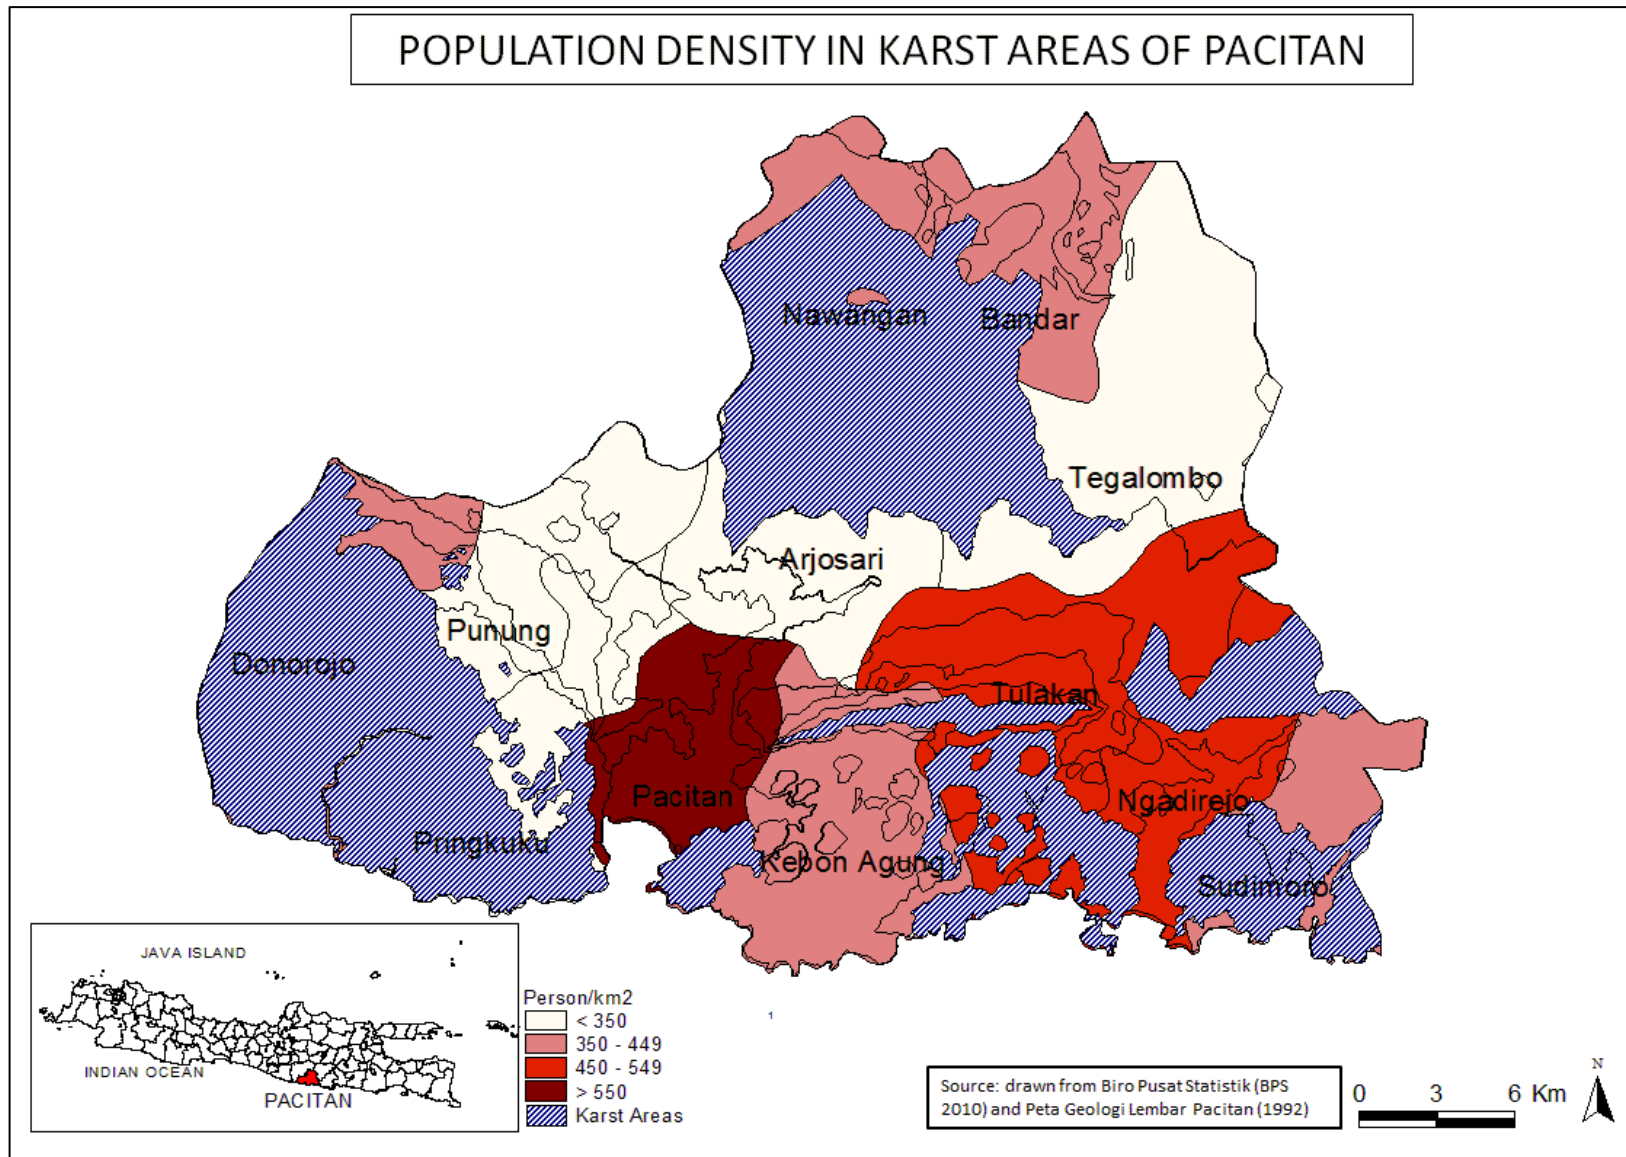 POPULATION DENSITY IN KARST AREAS OF PACITAN
Nawangan
Bandar
Tegalombo
Arjosari
Punung
Donorojo
Tulakan
Pacitan
Ngadirejo
Pringkuku
Kebon Agung
Sudimoro
JAVA ISLAND
INDIAN OCEAN
PACITAN
Person/km2
< 350
350 - 449
450 - 549
> 550
Karst Areas
1
Source: drawn from Biro Pusat Statistik (BPS
2010) and Peta Geologi Lembar Pacitan (1992)
0 3 6 Km
N